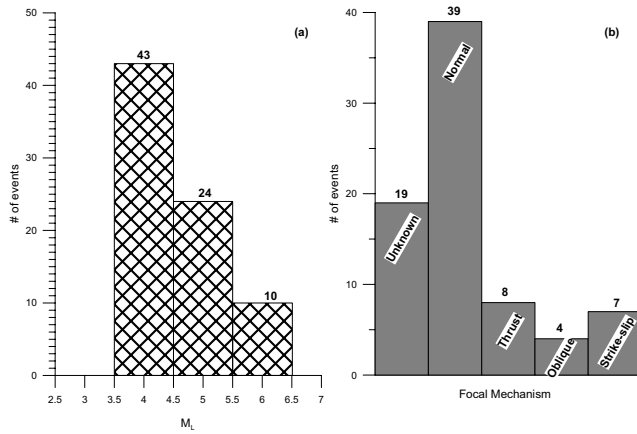 50
(a)
43
40
30
24
20
10
10
0
2.5 3 3.5 4 4.5 5 5.5 6 6.5 7
# of events
M_L
40
39
(b)
Normal
30
20
19
Unknown
10
8
Thrust
4
Oblique
7
Strike-slip
0
# of events
Focal Mechanism